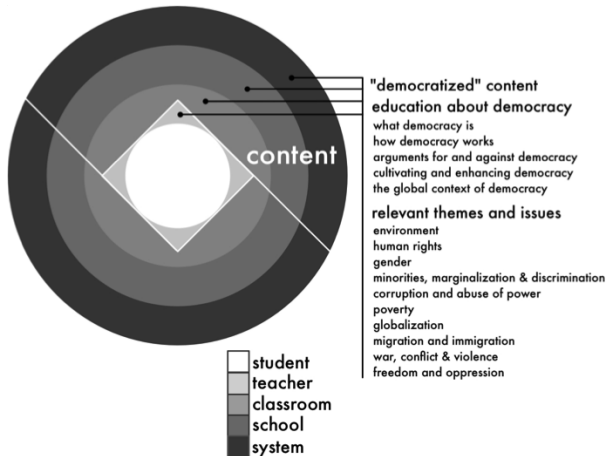 "democratized" content
education about democracy
what democracy is
how democracy works
arguments for and against democracy
cultivating and enhancing democracy
the global context of democracy
content
relevant themes and issues
environment
human rights
gender
minorities, marginalization & discrimination
corruption and abuse of power
poverty
globalization
migration and immigration
war, conflict & violence
freedom and oppression
student
teacher
classroom
school
system